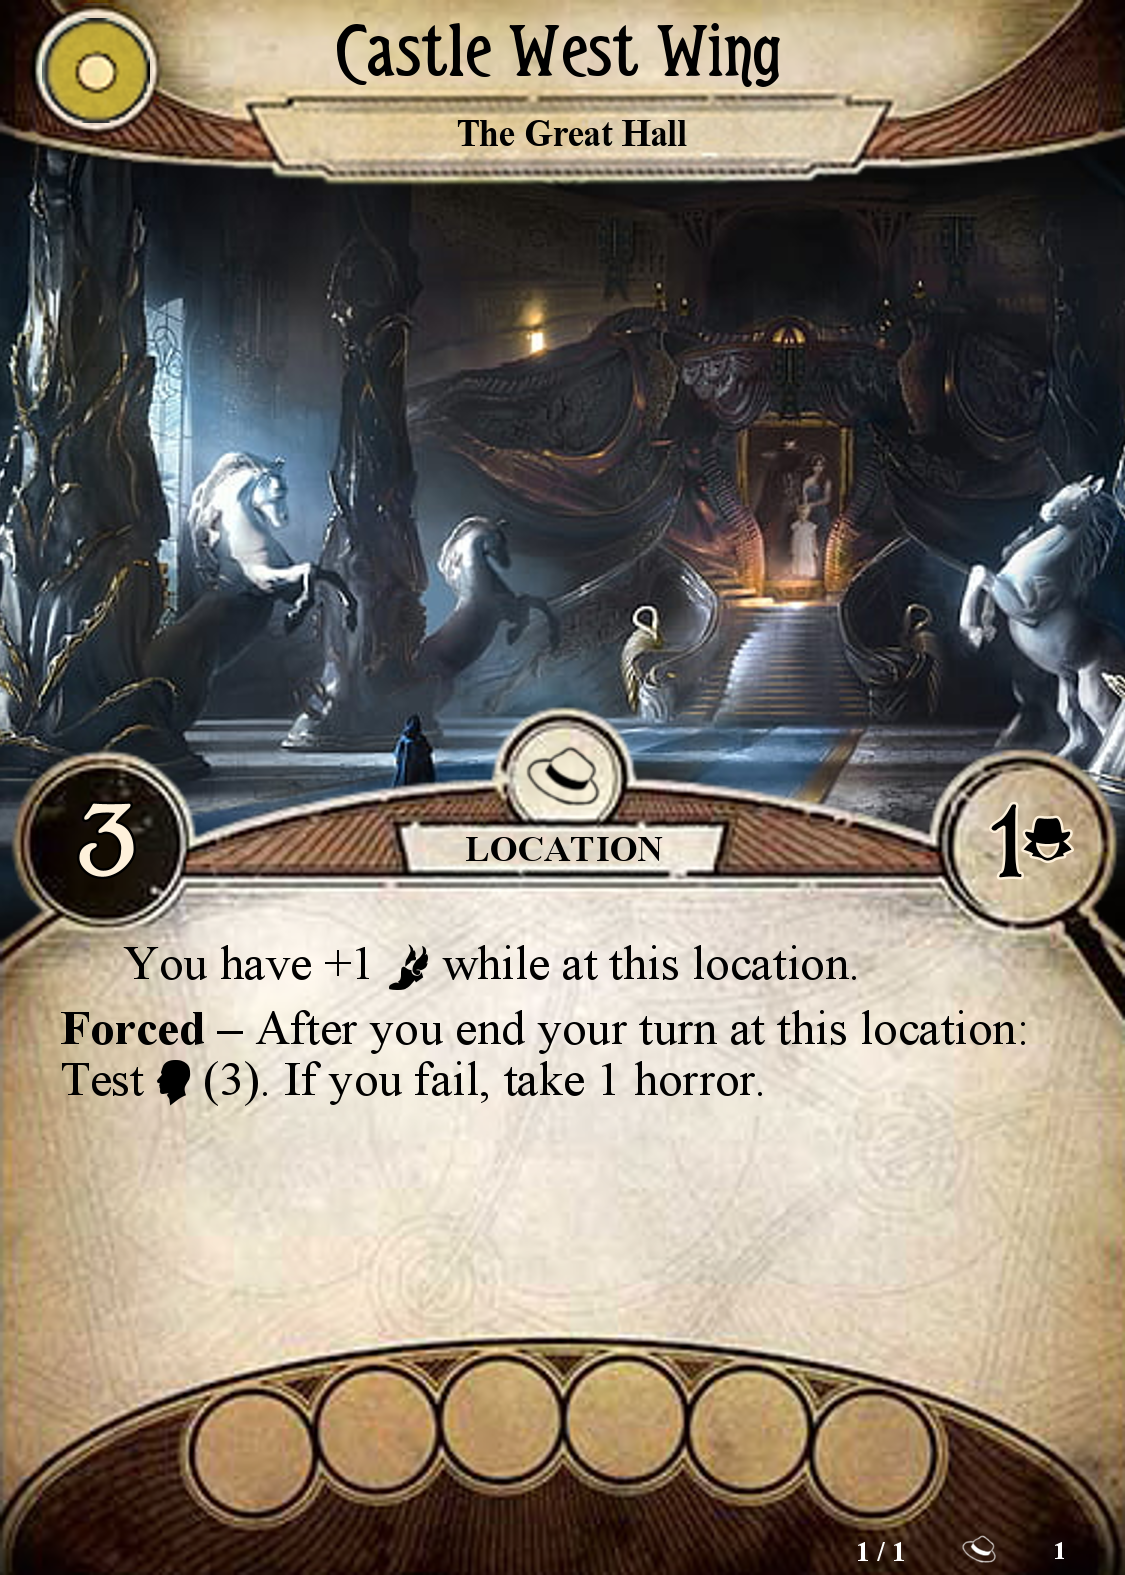 Castle West Wing
The Great Hall
3
LOCATION
1
You have +1 while at this location.
Forced – After you end your turn at this location:
Test (3). If you fail, take 1 horror.
1 / 1
1